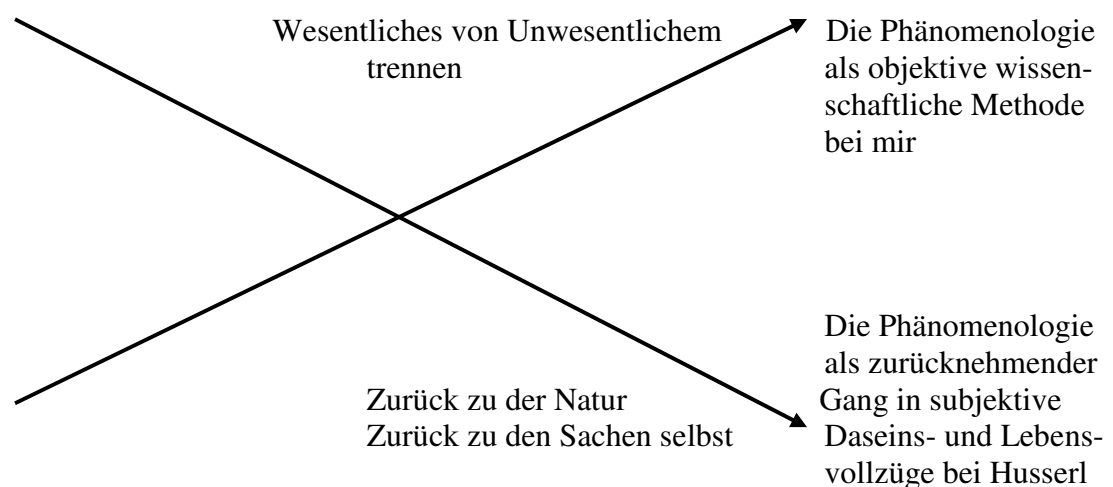 Wesentliches von Unwesentlichem
trennen
Die Phänomenologie
als objektive wissen-
schaftliche Methode
bei mir
Zurück zu der Natur
Zurück zu den Sachen selbst
Die Phänomenologie
als zurücknehmender
Gang in subjektive
Daseins- und Lebens-
vollzüge bei Husserl